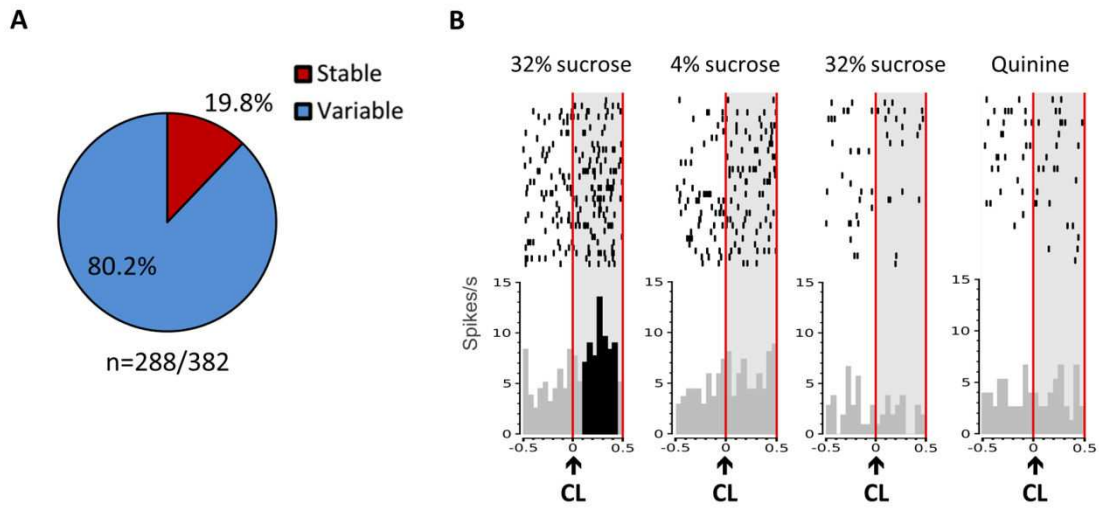 A
Stable
Variable
19.8%
80.2%
n=288/382
B
32% sucrose 4% sucrose 32% sucrose Quinine
Spikes/s
15 15 15 15
10 10 10 10
5 5 5 5
0 0 0 0
-0.5 0 0.5 -0.5 0 0.5 -0.5 0 0.5 -0.5 0 0.5
CL CL CL CL